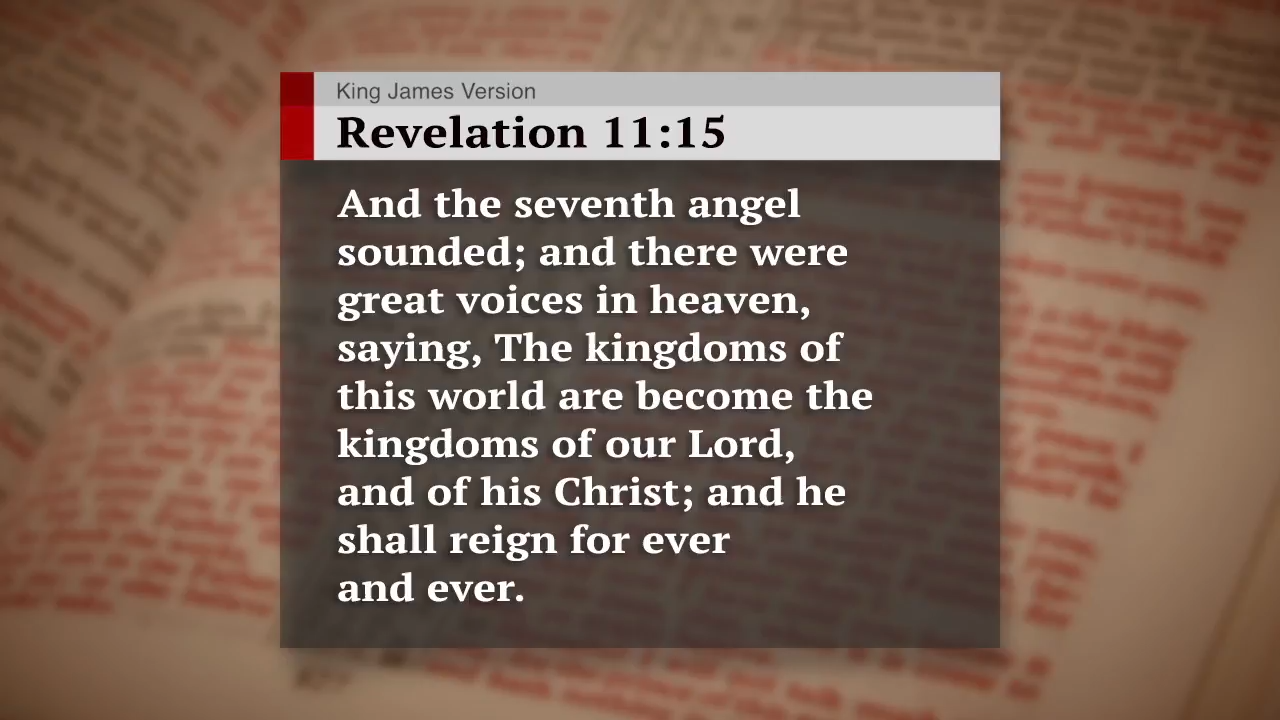 King James Version
Revelation 11:15
And the seventh angel
sounded; and there were
great voices in heaven,
saying, The kingdoms of
this world are become the
kingdoms of our Lord,
and of his Christ; and he
shall reign for ever
and ever.